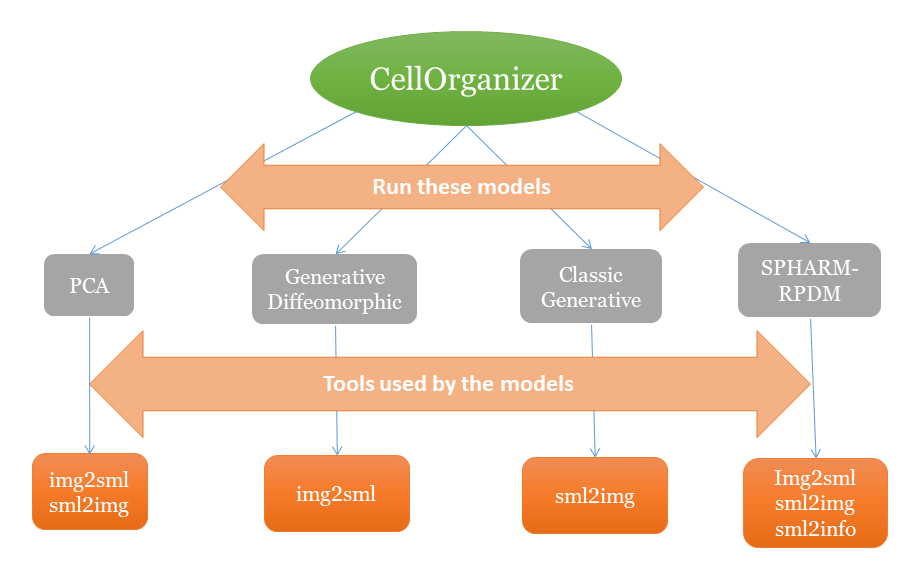 CellOrganizer
Run these models
PCA
Generative
Diffeomorphic
Classic
Generative
SPHARM-
RPDM
Tools used by the models
img2sml
sml2img
img2sml
sml2img
Img2sml
sml2img
sml2info